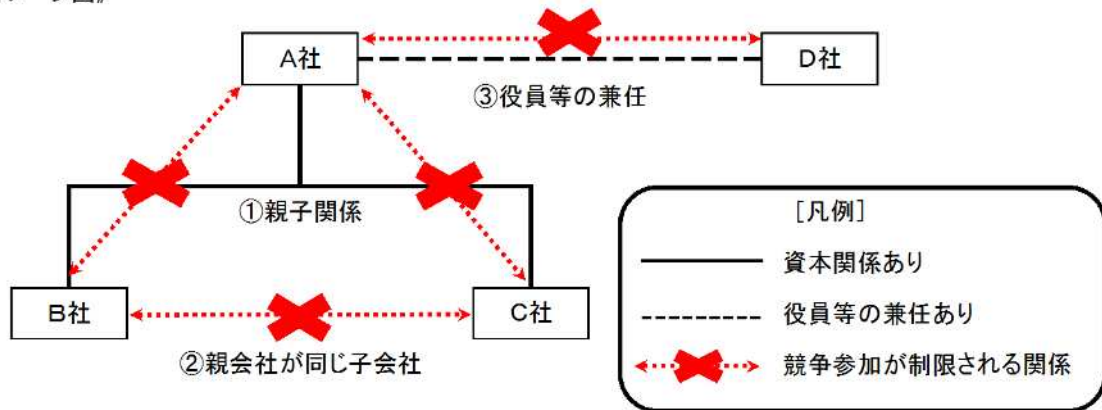 A社
D社
③役員等の兼任
①親子関係
B社
C社
②親会社が同じ子会社
[凡例]
資本関係あり
役員等の兼任あり
競争参加が制限される関係